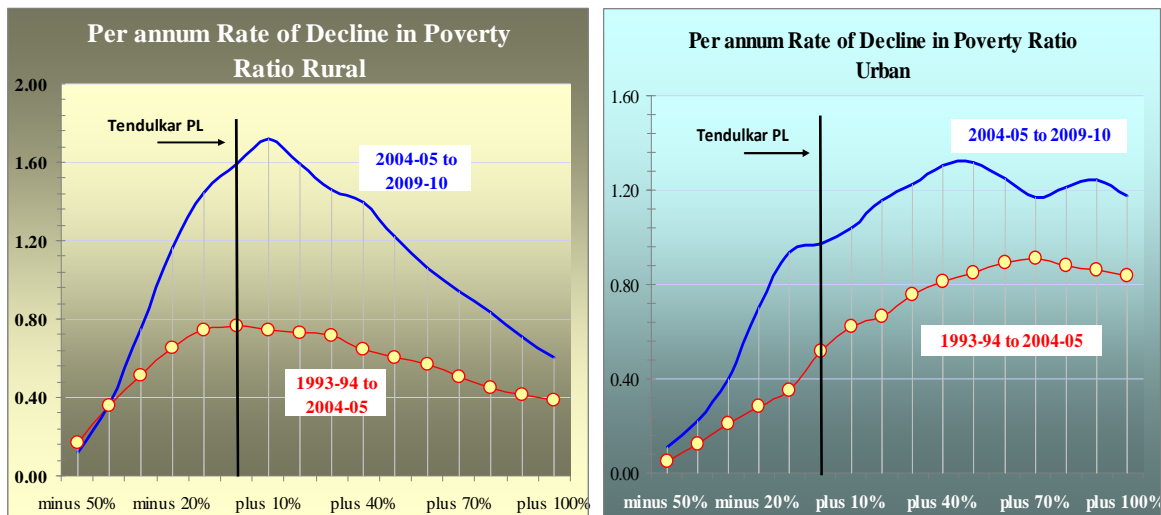 Per annum Rate of Decline in Poverty
Ratio Rural
2.00
1.60
1.20
0.80
0.40
0.00
Tendulkar PL
2004-05 to
2009-10
1993-94 to
2004-05
minus 50% minus 20% plus 10% plus 40% plus 70% plus 100%
Per annum Rate of Decline in Poverty Ratio
Urban
1.60
1.20
0.80
0.40
0.00
Tendulkar PL
2004-05 to 2009-10
1993-94 to 2004-05
minus 50% minus 20% plus 10% plus 40% plus 70% plus 100%